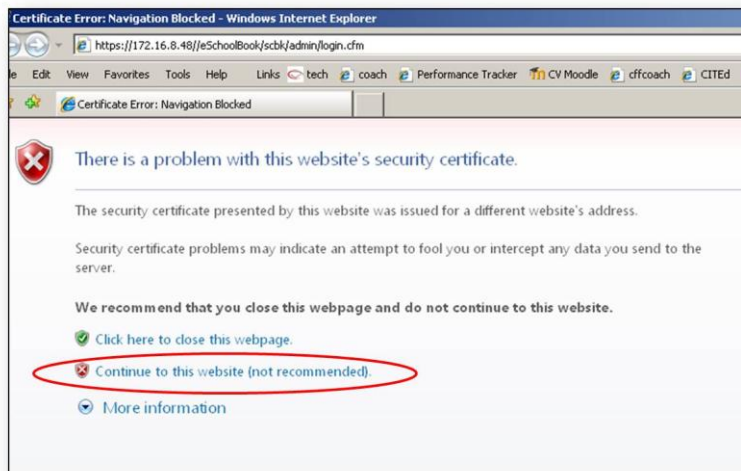 Certificate Error: Navigation Blocked - Windows Internet Explorer
https://172.16.8.48//eSchoolBook/scbk/admin/login.cfm
Edit View Favorites Tools Help Links tech coach Performance Tracker CV Moodle cffcoach CITEd
Certificate Error: Navigation Blocked
There is a problem with this website's security certificate.
The security certificate presented by this website was issued for a different website's address.
Security certificate problems may indicate an attempt to fool you or intercept any data you send to the
server.
We recommend that you close this webpage and do not continue to this website.
Click here to close this webpage.
Continue to this website (not recommended).
More information